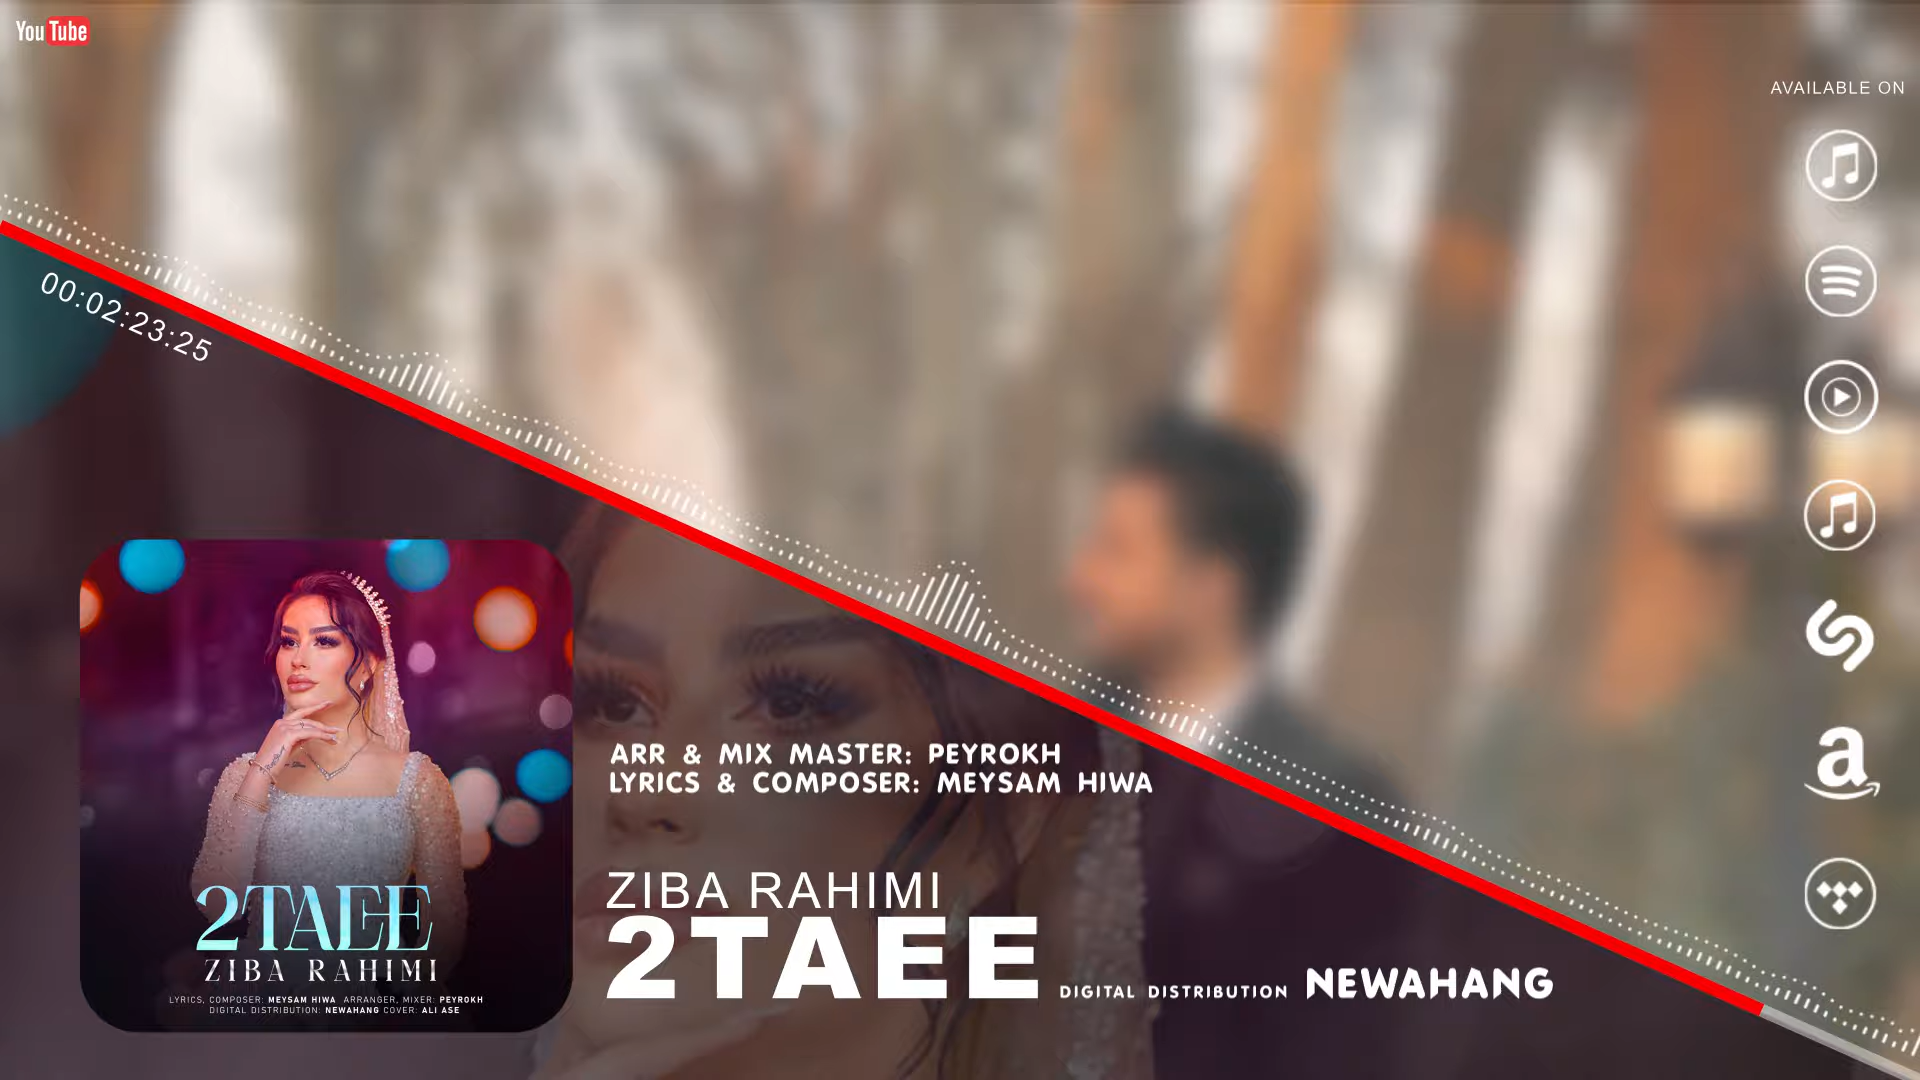 YouTube
AVAILABLE ON
00:02:23:25
ARR & MIX MASTER: PEYROKH
LYRICS & COMPOSER: MEYSAM HIWA
ZIBA RAHIMI
2TAEE
DIGITAL DISTRIBUTION NEWAHANG
2TAEE
ZIBA RAHIMI
LYRICS, COMPOSER: MEYSAM HIWA ARRANGER, MIXER: PEYROKH
DIGITAL DISTRIBUTION: NEWAHANG COVER: ALI ASE